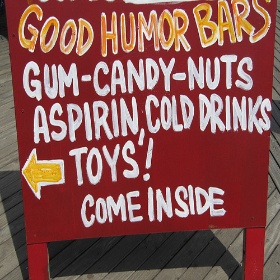 GOOD HUMOR BARS
GUM-CANDY-NUTS
ASPIRIN, COLD DRINKS
TOYS!
COME INSIDE